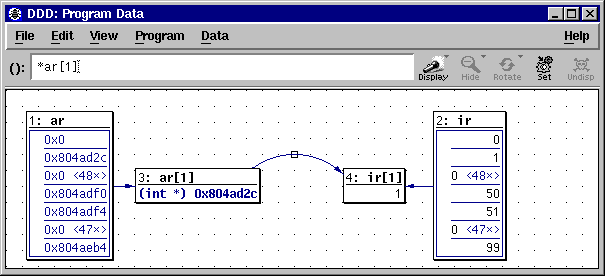 DDD: Program Data
File Edit View Program Data Help
(): *ar[1]
Display Hide Rotate Set Undisp
1: ar
0x0
0x804ad2c
0x0 <48×>
0x804adf0
0x804adf4
0x0 <47×>
0x804aeb4
3: ar[1]
(int *) 0x804ad2c
4: ir[1]
1
2: ir
0
1
0 <48×>
50
51
0 <47×>
99